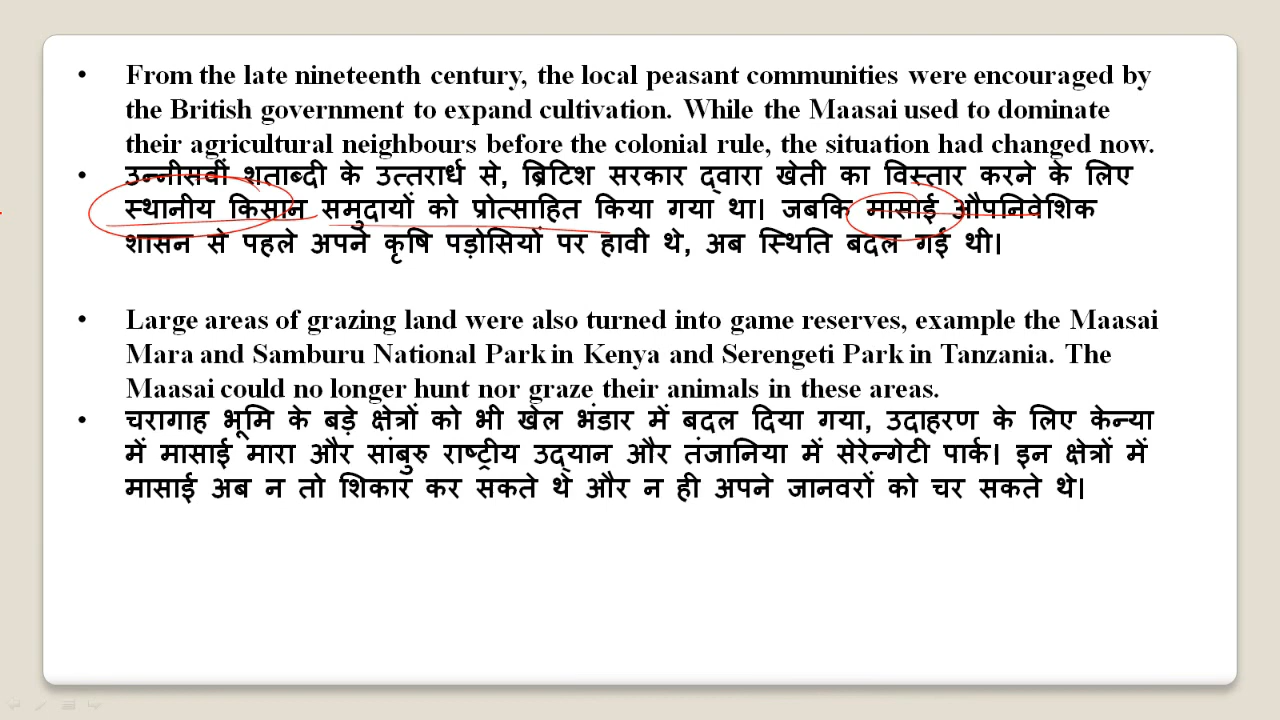 • From the late nineteenth century, the local peasant communities were encouraged by
the British government to expand cultivation. While the Maasai used to dominate
their agricultural neighbours before the colonial rule, the situation had changed now.
• उन्नीसवीं शताब्दी के उत्तरार्ध से, ब्रिटिश सरकार द्वारा खेती का विस्तार करने के लिए
स्थानीय किसान समुदायों को प्रोत्साहित किया गया था। जबकि मासाई औपनिवेशिक
शासन से पहले अपने कृषि पड़ोसियों पर हावी थे, अब स्थिति बदल गई थी।
• Large areas of grazing land were also turned into game reserves, example the Maasai
Mara and Samburu National Park in Kenya and Serengeti Park in Tanzania. The
Maasai could no longer hunt nor graze their animals in these areas.
• चरागाह भूमि के बड़े क्षेत्रों को भी खेल भंडार में बदल दिया गया, उदाहरण के लिए केन्या
में मासाई मारा और सांबुरु राष्ट्रीय उद्यान और तंजानिया में सेरेन्गेटी पार्क। इन क्षेत्रों में
मासाई अब न तो शिकार कर सकते थे और न ही अपने जानवरों को चर सकते थे।